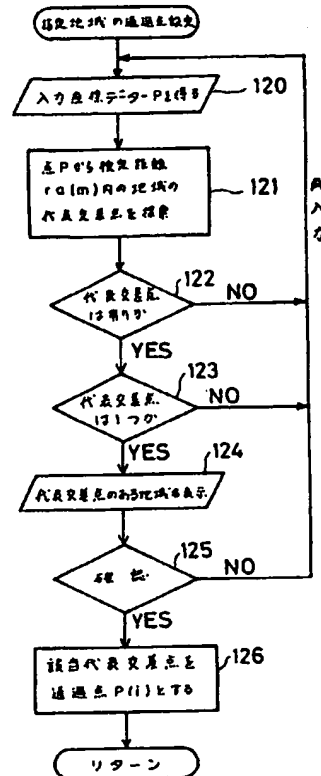 指定地域の通過点設定
入力座標データーPを得る
120
点Pから検定距離
ra(m)内の地域の
代表交差点を探索
121
再入力
代表交差点
は有りか
122
NO
YES
代表交差点
は1つか
123
NO
YES
代表交差点のある地域を表示
124
確認
125
NO
YES
該当代表交差点を
通過点P(i)とする
126
リターン